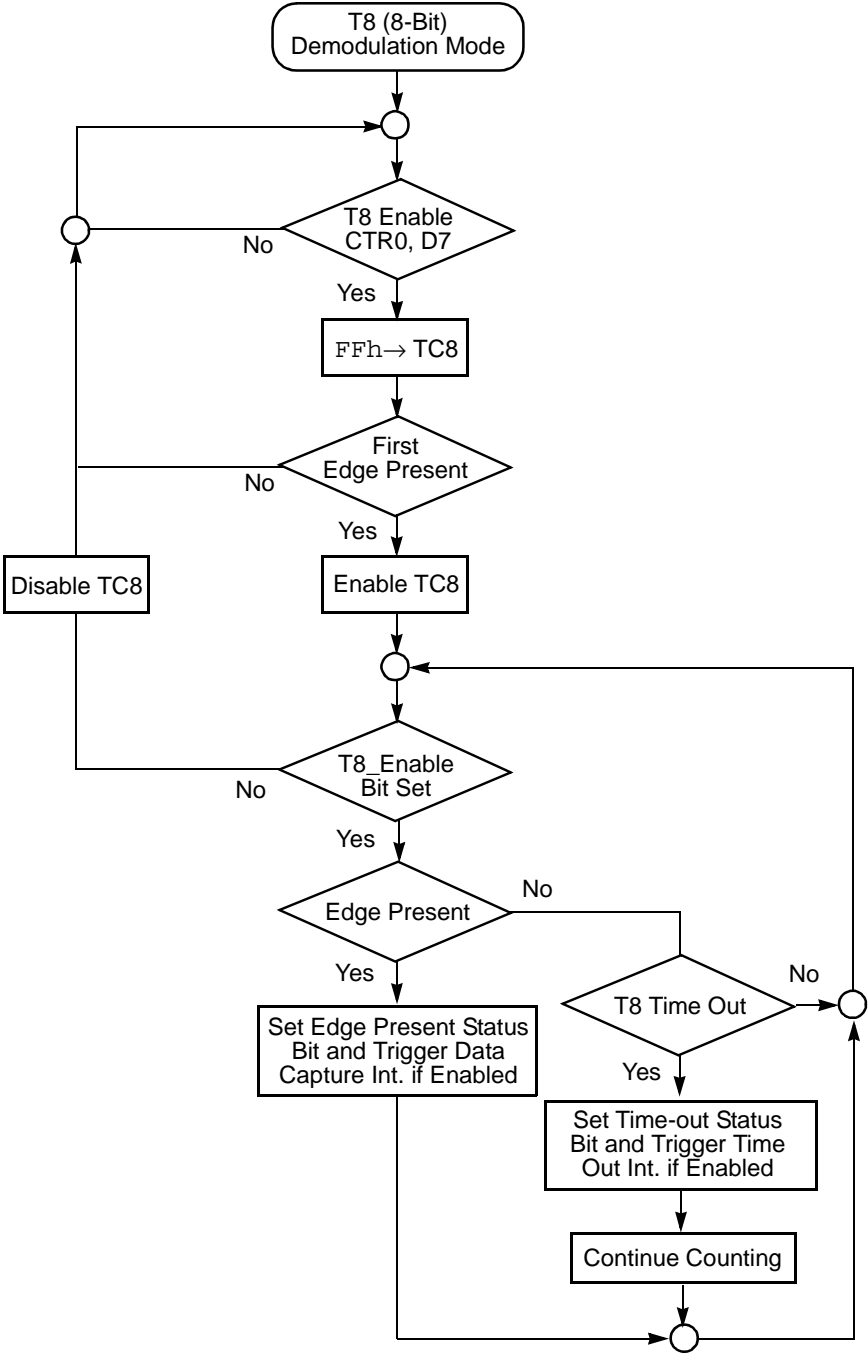 T8 (8-Bit)
Demodulation Mode
T8 Enable
CTR0, D7
No
Yes
FFh→ TC8
First
Edge Present
No
Yes
Disable TC8
Enable TC8
T8_Enable
Bit Set
No
Yes
Edge Present
No
Yes
T8 Time Out
No
Set Edge Present Status
Bit and Trigger Data
Capture Int. if Enabled
Yes
Set Time-out Status
Bit and Trigger Time
Out Int. if Enabled
Continue Counting